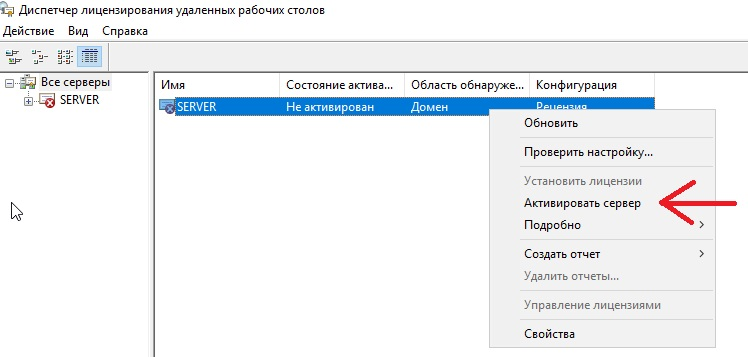 Диспетчер лицензирования удаленных рабочих столов
Действие Вид Справка
Все серверы
SERVER
Имя Состояние актива... Область обнаруже... Конфигурация
SERVER Не активирован Домен Рецензия
Обновить
Проверить настройку...
Установить лицензии
Активировать сервер
Подробно
Создать отчет
Удалить отчеты...
Управление лицензиями
Свойства